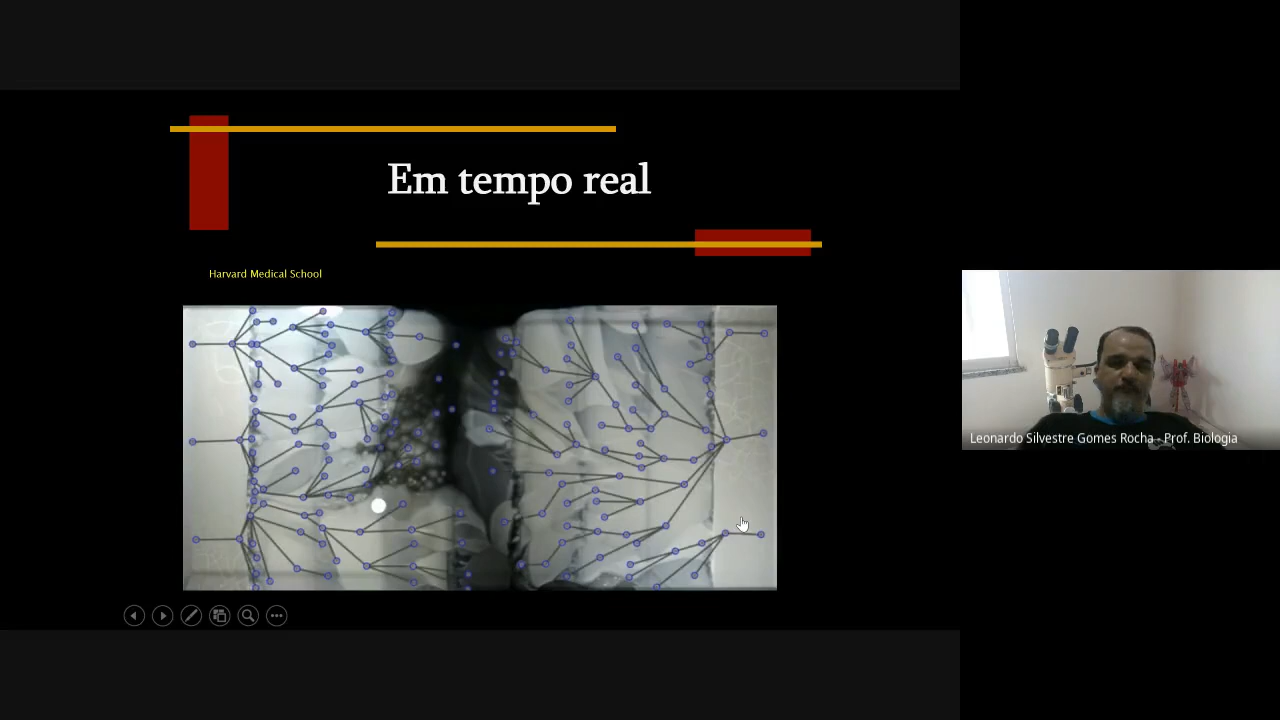 Em tempo real
Harvard Medical School
Leonardo Silvestre Gomes Rocha - Prof. Biologia